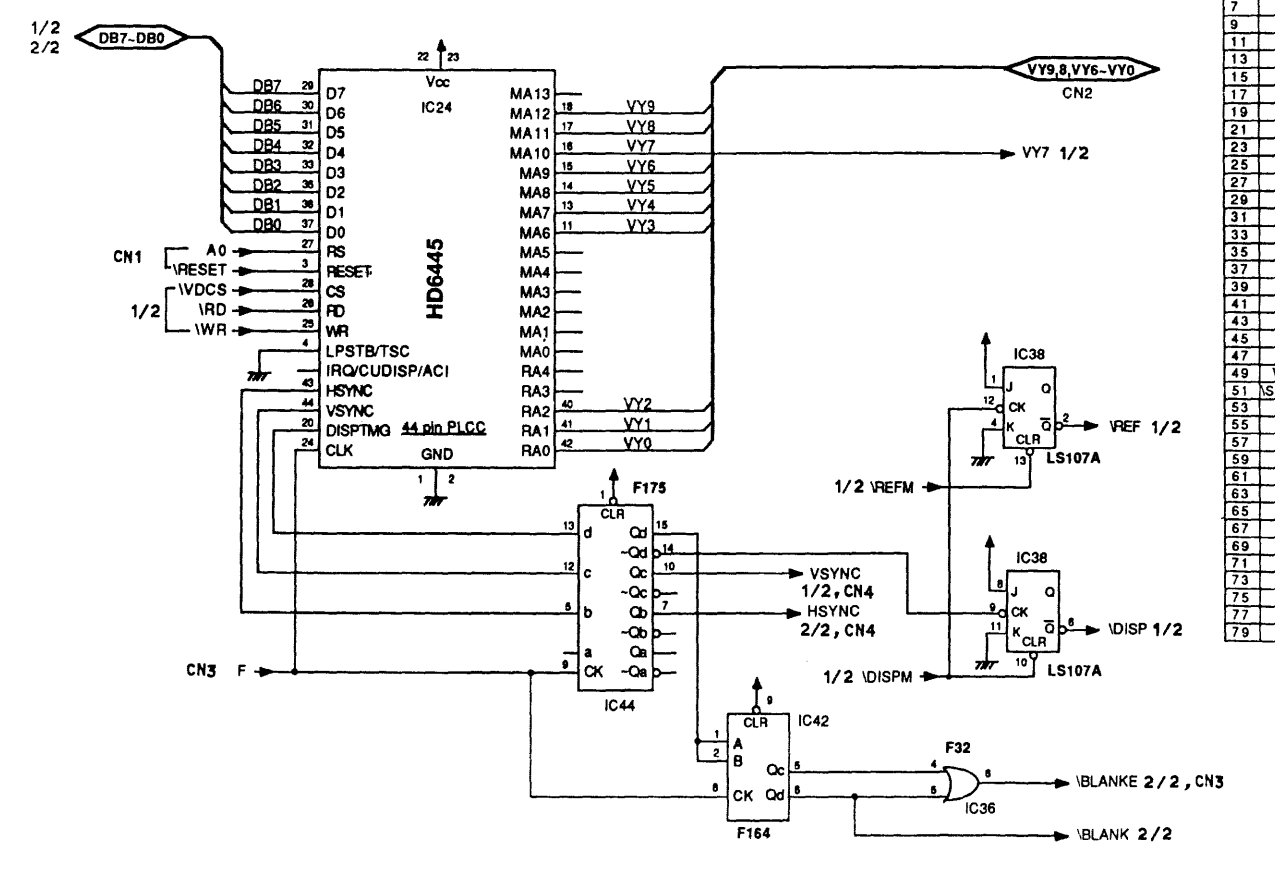 1/2
2/2
DB7~DB0
22 23
Vcc
IC24
HD6445
44 pin PLCC
GND
1 2
DB7 29 D7
DB6 30 D6
DB5 31 D5
DB4 32 D4
DB3 33 D3
DB2 36 D2
DB1 38 D1
DB0 37 D0
CN1
A0 27 RS
\RESET 3 RESET
1/2
\VDCS 28 CS
\RD 26 RD
\WR 25 WR
4 LPSTB/TSC
IRQ/CUDISP/ACI
43 HSYNC
44 VSYNC
20 DISPTMG
24 CLK
MA13
MA12 18 VY9
MA11 17 VY8
MA10 16 VY7
MA9 15 VY6
MA8 14 VY5
MA7 13 VY4
MA6 11 VY3
MA5
MA4
MA3
MA2
MA1
MA0
RA4
RA3
RA2 40 VY2
RA1 41 VY1
RA0 42 VY0
VY9,8,VY6~VY0
CN2
VY7 1/2
IC38
1 J Q
12 CK
4 K Q 2
CLR
13
LS107A
\REF 1/2
1/2 \REFM
F175
1
CLR
13 d Qd 15
~Qd 14
12 c Qc 10
~Qc
b Qb 7
~Qb
a Qa
9 CK ~Qa
IC44
VSYNC
1/2, CN4
HSYNC
2/2, CN4
CN3 F
IC38
8 J Q
9 CK
11 K Q
CLR
10
LS107A
\DISP 1/2
1/2 \DISPM
9
CLR
IC42
1 A
2 B
Qc 5
8 CK Qd 6
F164
F32
4
5
6
IC36
\BLANKE 2/2, CN3
\BLANK 2/2
7
9
11
13
15
17
19
21
23
25
27
29
31
33
35
37
39
41
43
45
47
49 \
51 \S
53
55
57
59
61
63
65
67
69
71
73
75
77
79